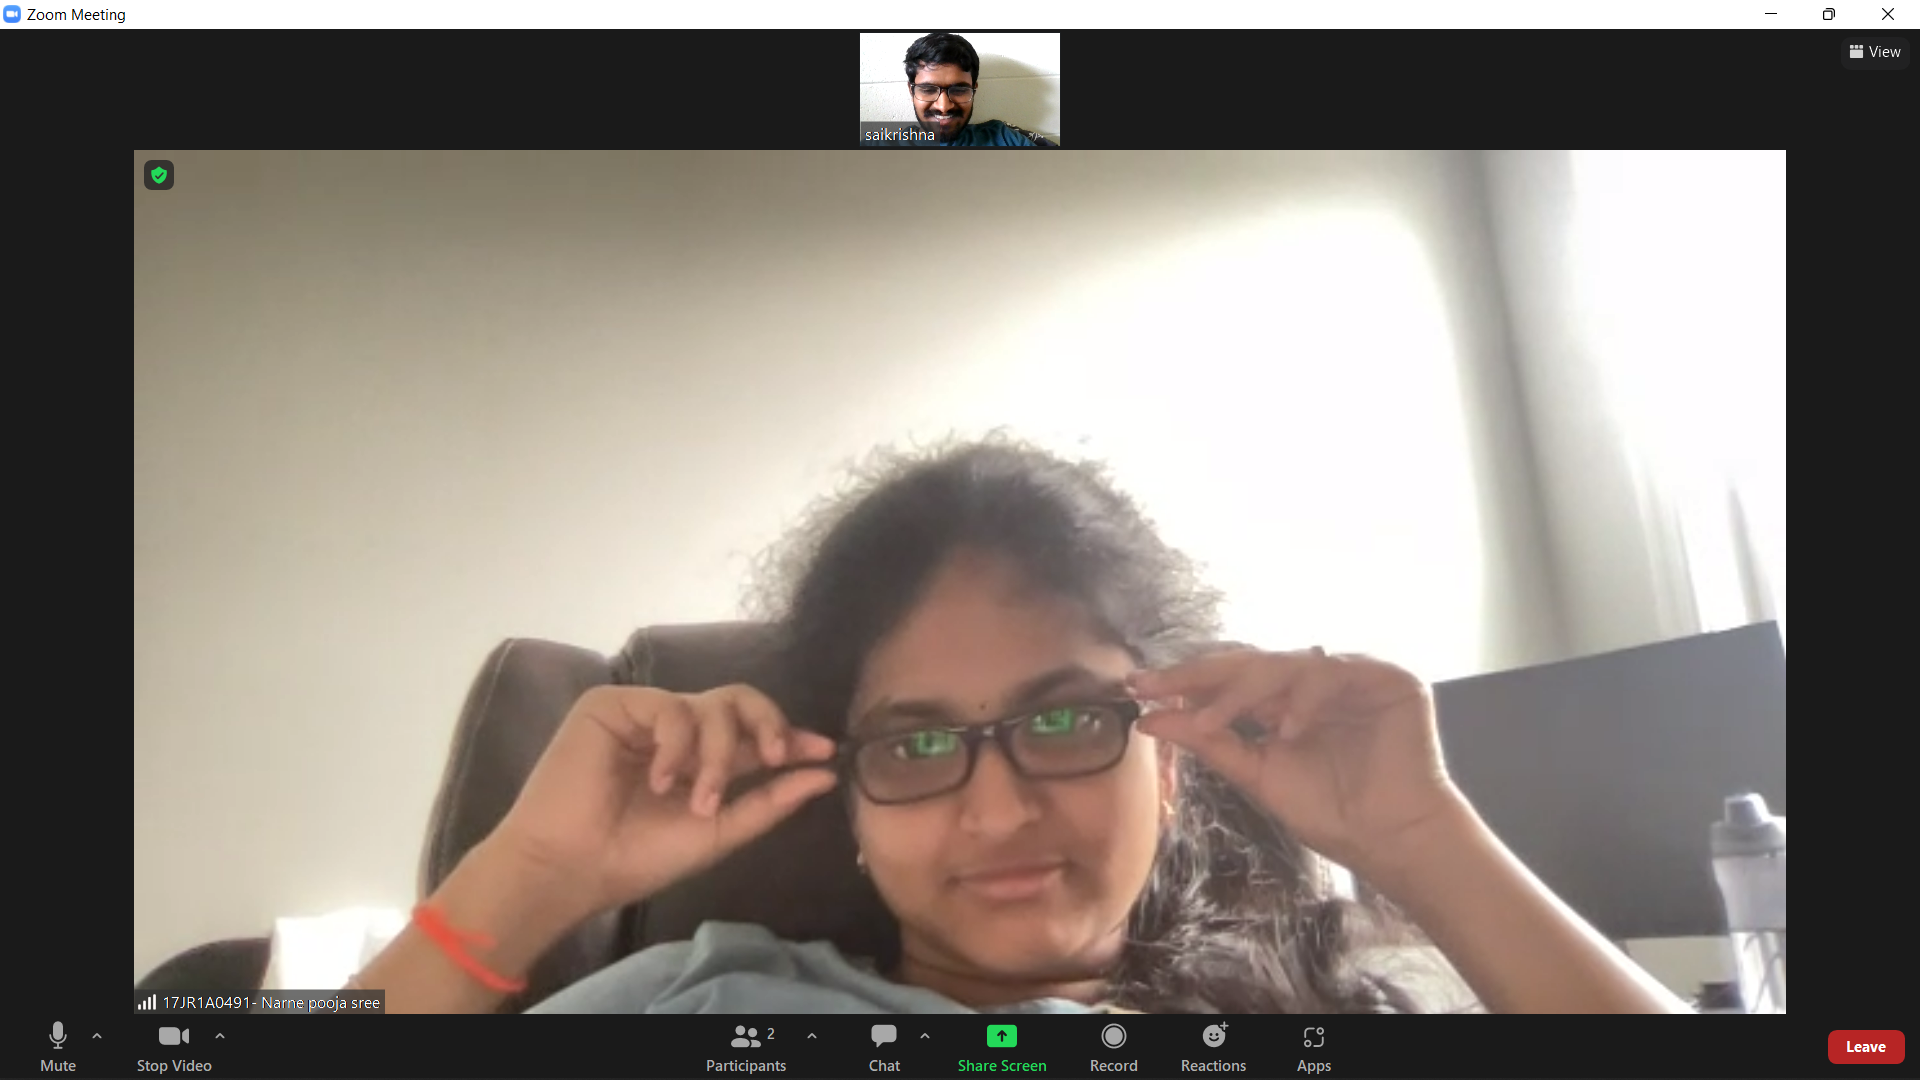 Zoom Meeting
View
saikrishna
17JR1A0491- Narne pooja sree
Mute
Stop Video
Participants
2
Chat
Share Screen
Record
Reactions
Apps
Leave